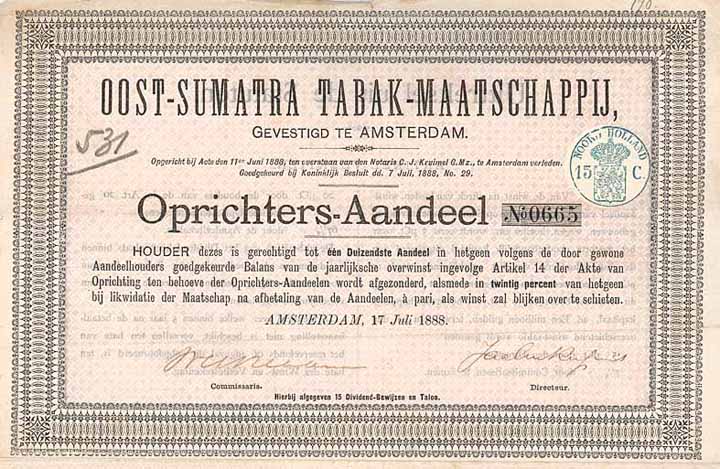 OOST-SUMATRA TABAK-MAATSCHAPPIJ,
GEVESTIGD TE AMSTERDAM.
531
NOORD HOLLAND
15 C.
Opgericht bij Acte den 11en Juni 1888, ten overstaan van den Notaris C. J. Kruimel G.Mz., te Amsterdam verleden.
Goedgekeurd bij Koninklijk Besluit dd. 7 Juli, 1888, No. 29.
Oprichters-Aandeel No 0665
HOUDER dezes is gerechtigd tot één Duizendste Aandeel in hetgeen volgens de door gewone
Aandeelhouders goedgekeurde Balans van de jaarlijksche overwinst ingevolge Artikel 14 der Akte van
Oprichting ten behoeve der Oprichters-Aandeelen wordt afgezonderd, alsmede in twintig percent van hetgeen
bij likwidatie der Maatschap na afbetaling van de Aandeelen, à pari, als winst zal blijken over te schieten.
AMSTERDAM, 17 Juli 1888.
Commissaris.
Directeur.
Hierbij afgegeven 15 Dividend-Bewijzen en Talon.